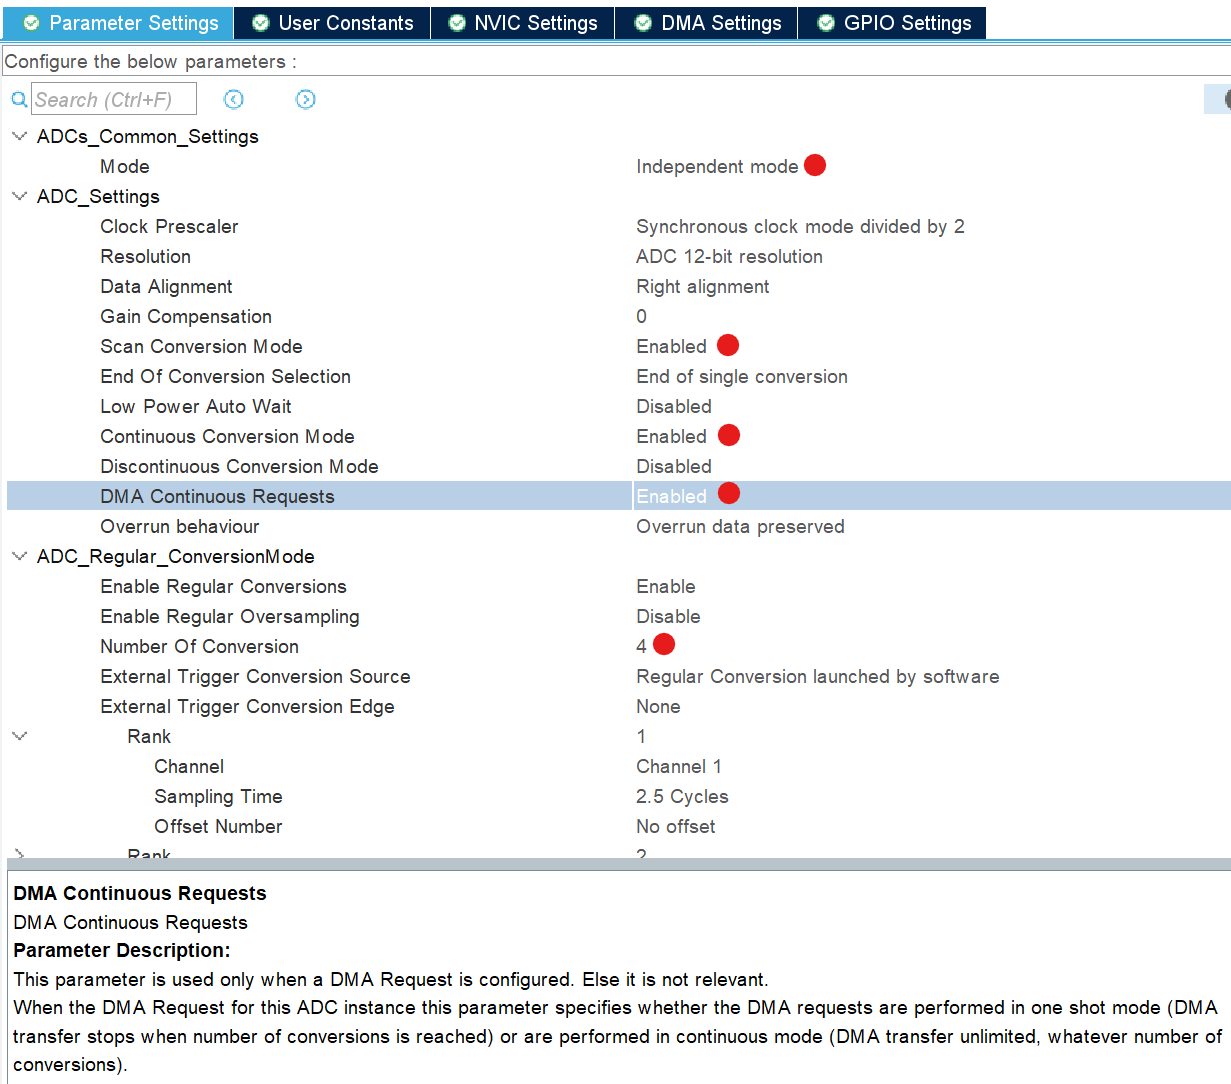 Parameter Settings User Constants NVIC Settings DMA Settings GPIO Settings
Configure the below parameters :
Search (Ctrl+F)
ADCs_Common_Settings
Mode Independent mode
ADC_Settings
Clock Prescaler Synchronous clock mode divided by 2
Resolution ADC 12-bit resolution
Data Alignment Right alignment
Gain Compensation 0
Scan Conversion Mode Enabled
End Of Conversion Selection End of single conversion
Low Power Auto Wait Disabled
Continuous Conversion Mode Enabled
Discontinuous Conversion Mode Disabled
DMA Continuous Requests Enabled
Overrun behaviour Overrun data preserved
ADC_Regular_ConversionMode
Enable Regular Conversions Enable
Enable Regular Oversampling Disable
Number Of Conversion 4
External Trigger Conversion Source Regular Conversion launched by software
External Trigger Conversion Edge None
Rank 1
Channel Channel 1
Sampling Time 2.5 Cycles
Offset Number No offset
Rank 2
DMA Continuous Requests
DMA Continuous Requests
Parameter Description:
This parameter is used only when a DMA Request is configured. Else it is not relevant.
When the DMA Request for this ADC instance this parameter specifies whether the DMA requests are performed in one shot mode (DMA
transfer stops when number of conversions is reached) or are performed in continuous mode (DMA transfer unlimited, whatever number of
conversions).